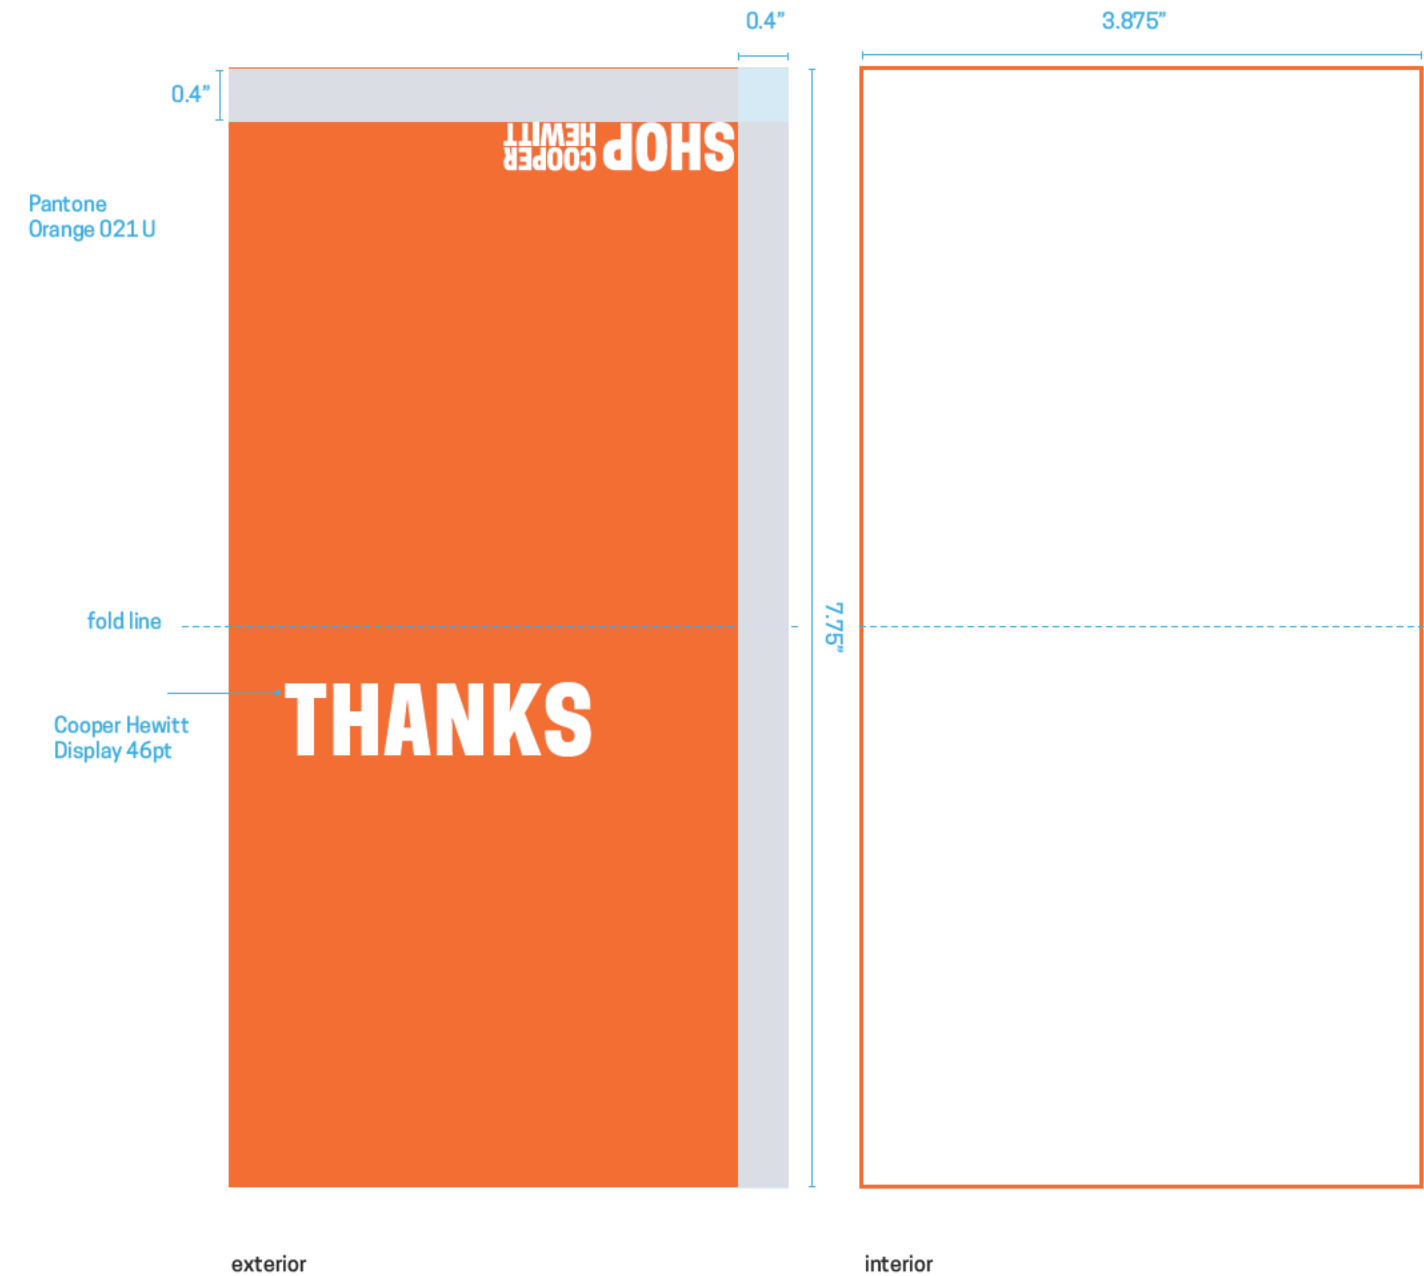 0.4”
3.875”
0.4”
SHOP
COOPER
HEWITT
Pantone
Orange 021 U
fold line
7.75”
THANKS
Cooper Hewitt
Display 46pt
exterior
interior